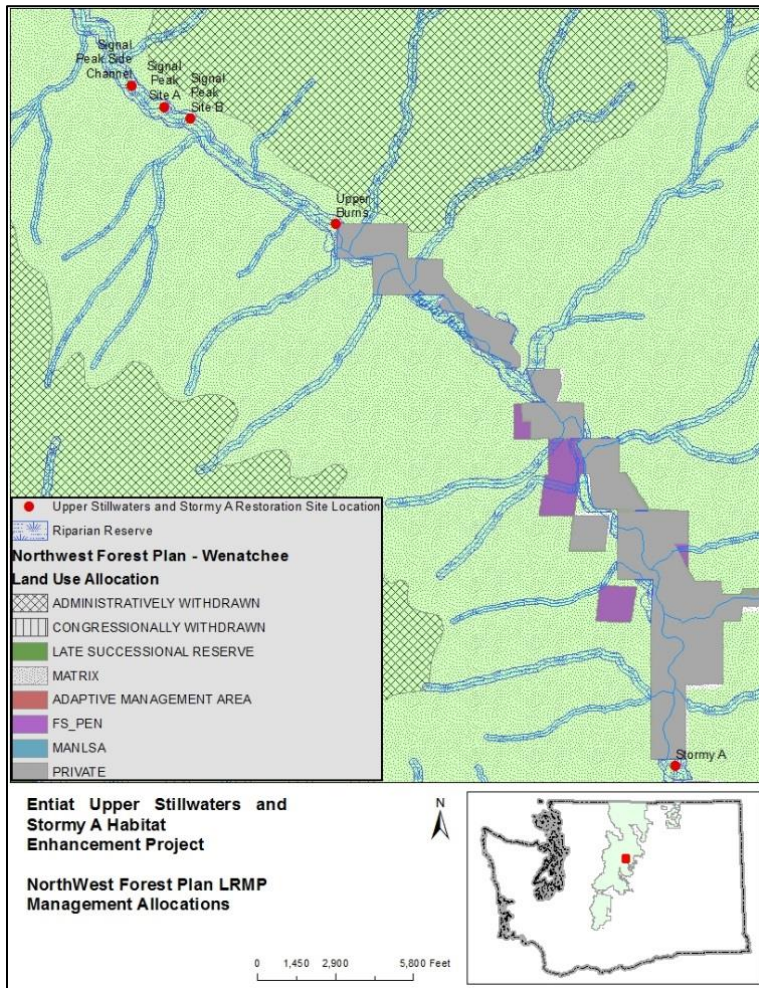 Signal
Peak Side
Channel
Signal
Peak
Site A
Signal
Peak
Site B
Upper
Burns
Stormy A
Upper Stillwaters and Stormy A Restoration Site Location
Riparian Reserve
Northwest Forest Plan - Wenatchee
Land Use Allocation
ADMINISTRATIVELY WITHDRAWN
CONGRESSIONALLY WITHDRAWN
LATE SUCCESSIONAL RESERVE
MATRIX
ADAPTIVE MANAGEMENT AREA
FS_PEN
MANLSA
PRIVATE
Entiat Upper Stillwaters and
Stormy A Habitat
Enhancement Project
NorthWest Forest Plan LRMP
Management Allocations
N
0 1,450 2,900 5,800 Feet